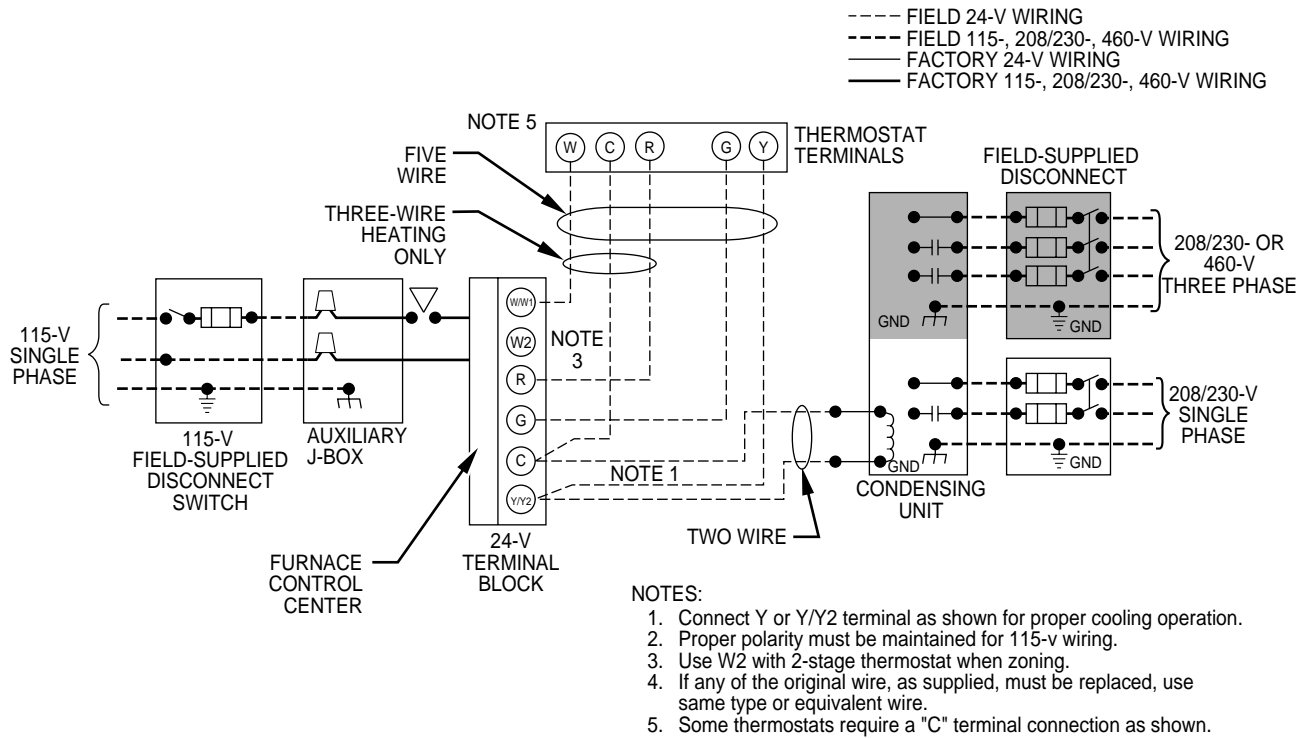 FIELD 24-V WIRING
FIELD 115-, 208/230-, 460-V WIRING
FACTORY 24-V WIRING
FACTORY 115-, 208/230-, 460-V WIRING
NOTE 5
W C R G Y
THERMOSTAT
TERMINALS
FIVE
WIRE
THREE-WIRE
HEATING
ONLY
FIELD-SUPPLIED
DISCONNECT
208/230- OR
460-V
THREE PHASE
GND
GND
115-V
SINGLE
PHASE
W/W1
W2
R
G
C
Y/Y2
NOTE
3
NOTE 1
208/230-V
SINGLE
PHASE
GND
GND
115-V
FIELD-SUPPLIED
DISCONNECT
SWITCH
AUXILIARY
J-BOX
CONDENSING
UNIT
TWO WIRE
FURNACE
CONTROL
CENTER
24-V
TERMINAL
BLOCK
NOTES:
1. Connect Y or Y/Y2 terminal as shown for proper cooling operation.
2. Proper polarity must be maintained for 115-v wiring.
3. Use W2 with 2-stage thermostat when zoning.
4. If any of the original wire, as supplied, must be replaced, use
same type or equivalent wire.
5. Some thermostats require a "C" terminal connection as shown.